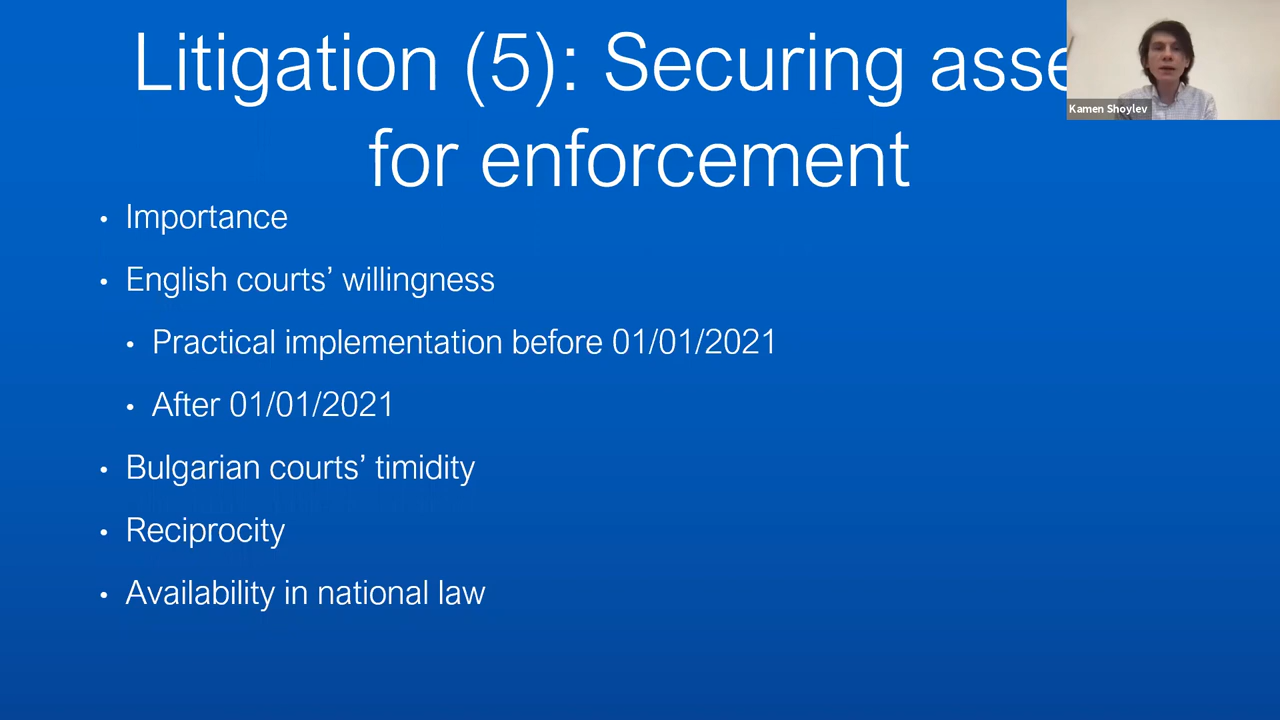 Litigation (5): Securing asse
for enforcement
Kamen Shoylev
• Importance
• English courts’ willingness
• Practical implementation before 01/01/2021
• After 01/01/2021
• Bulgarian courts’ timidity
• Reciprocity
• Availability in national law